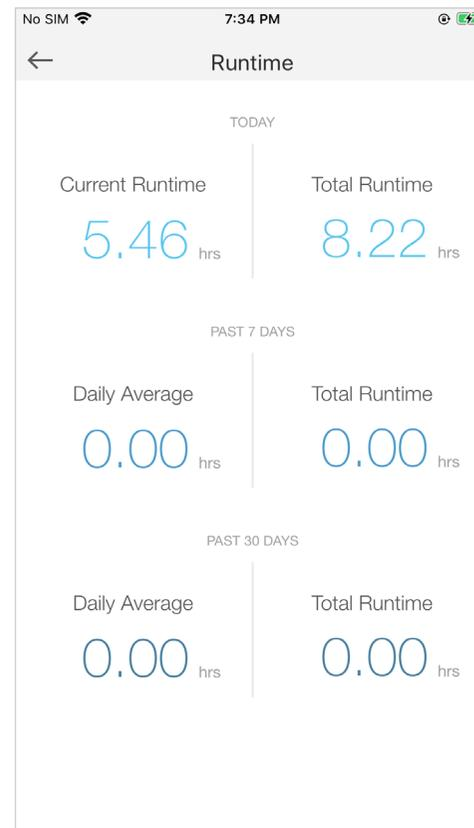 No SIM 7:34 PM
Runtime
TODAY
Current Runtime Total Runtime
5.46 hrs 8.22 hrs
PAST 7 DAYS
Daily Average Total Runtime
0.00 hrs 0.00 hrs
PAST 30 DAYS
Daily Average Total Runtime
0.00 hrs 0.00 hrs